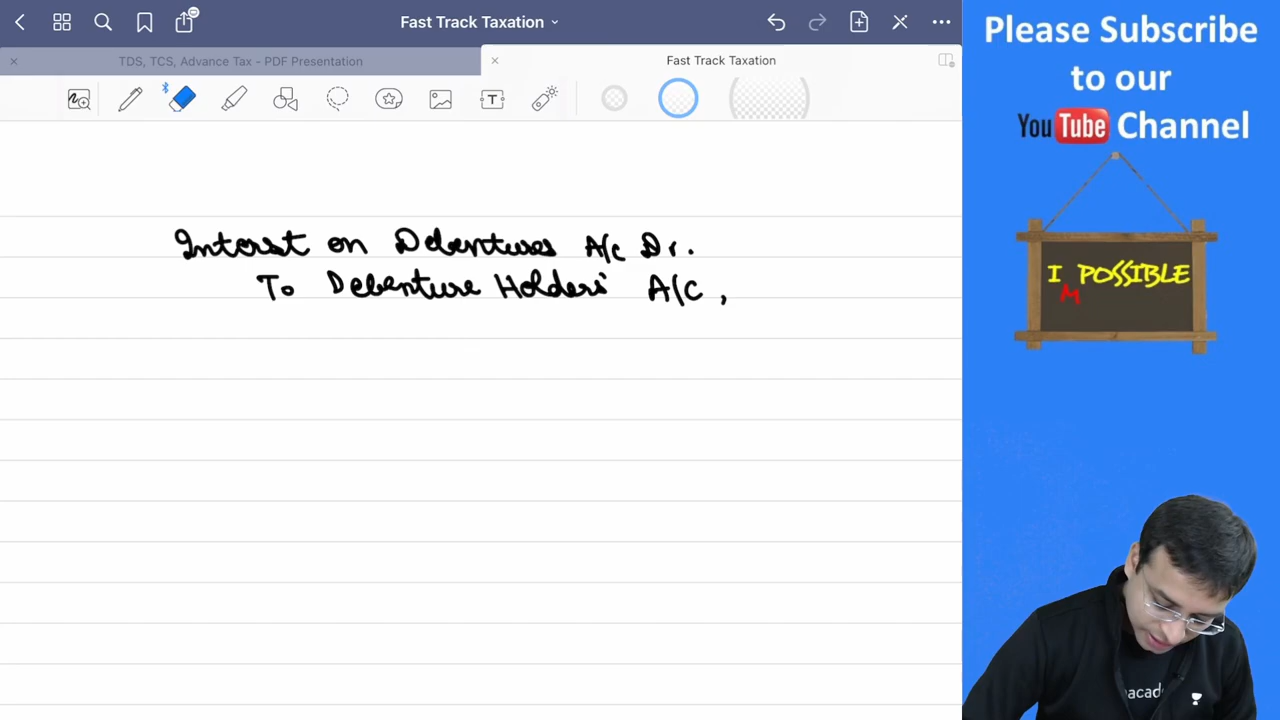 Fast Track Taxation
TDS, TCS, Advance Tax - PDF Presentation
Fast Track Taxation
T
Interest on Debentures A/c Dr.
To Debenture Holders' A/c ,
Please Subscribe
to our
YouTube Channel
I POSSIBLE
M
nacad